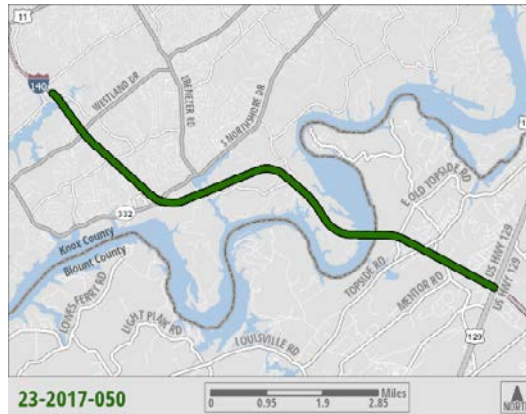 11
140
WESTLAND DR
EBENEZER RD
S NORTHSHORE DR
332
Knox County
Blount County
LOWES FERRY RD
LIGHT PINK RD
LOUISVILLE RD
TOPSIDE RD
MENTOR RD
E OLD TOPSIDE RD
US HWY 129
US HWY 129
129
23-2017-050
Miles
0 0.95 1.9 2.85
NORTH